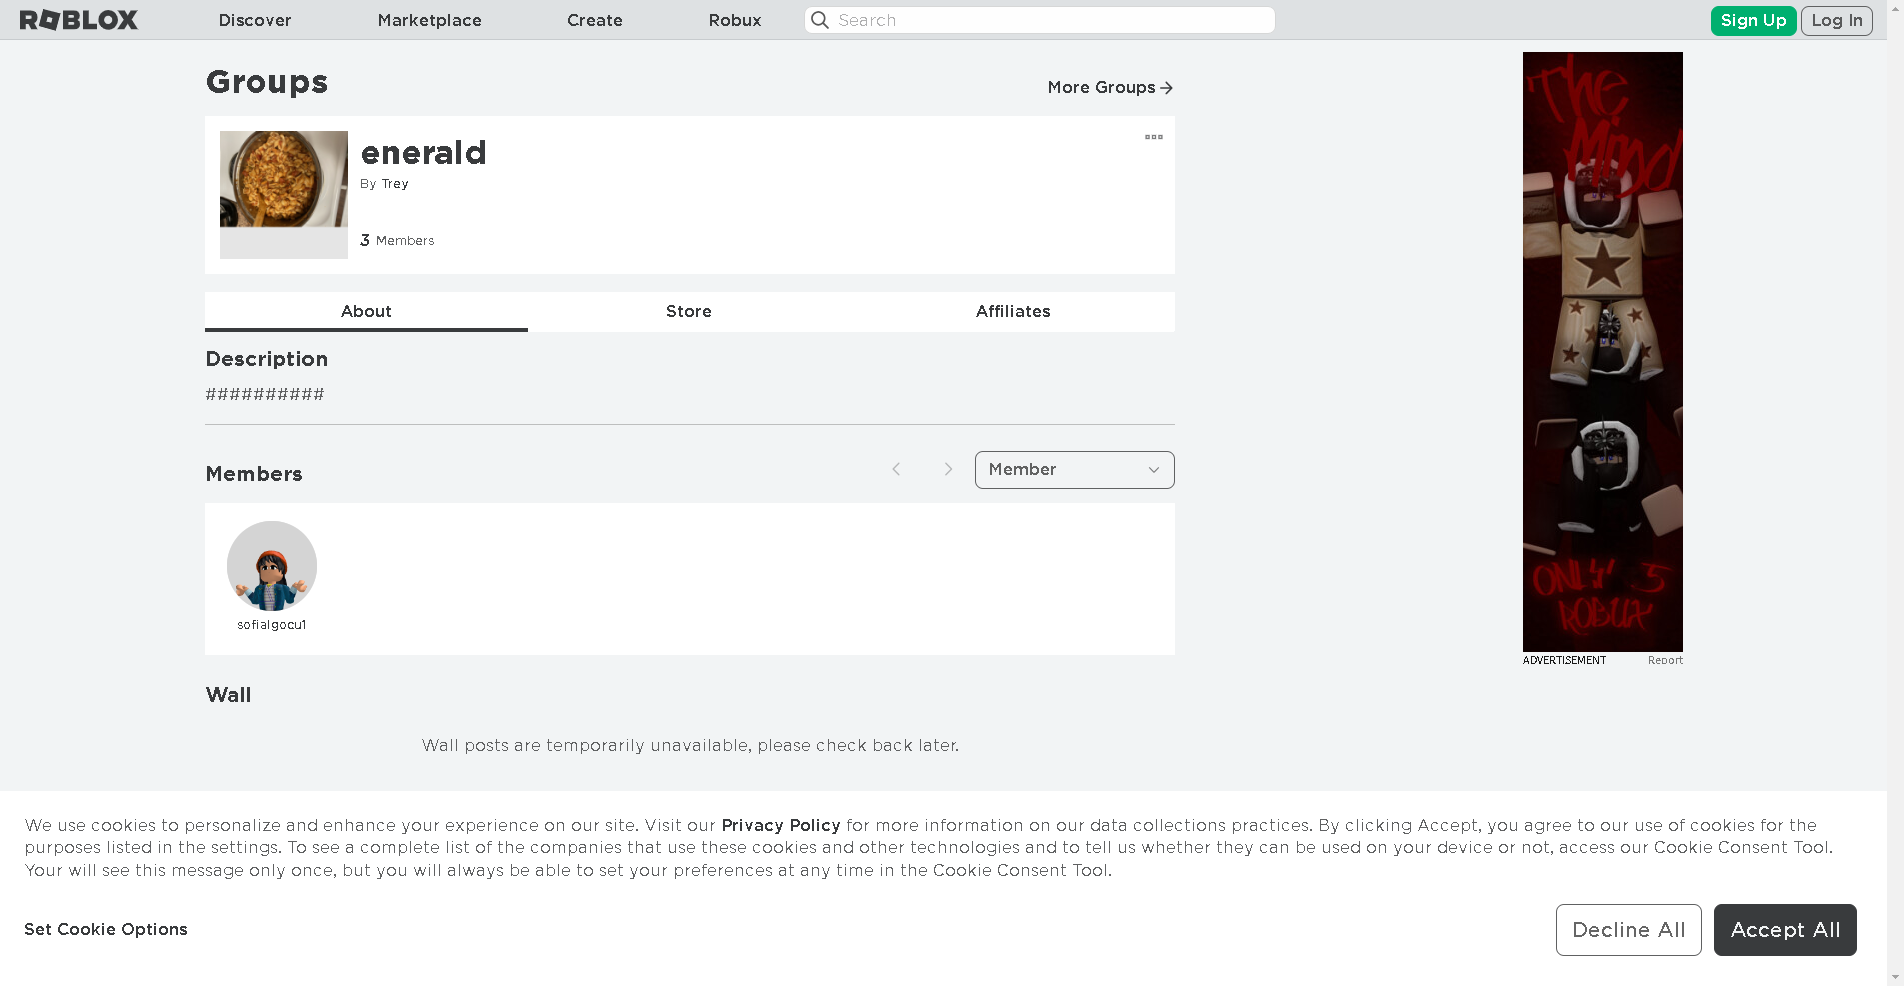 ROBLOX Discover Marketplace Create Robux Search Sign Up Log In
Groups
More Groups
enerald
By Trey
3 Members
About Store Affiliates
Description
##########
Members
Member
sofialgocu1
Wall
Wall posts are temporarily unavailable, please check back later.
The
Mind
ONLY 5
ROBUX
ADVERTISEMENT Report
We use cookies to personalize and enhance your experience on our site. Visit our Privacy Policy for more information on our data collections practices. By clicking Accept, you agree to our use of cookies for the
purposes listed in the settings. To see a complete list of the companies that use these cookies and other technologies and to tell us whether they can be used on your device or not, access our Cookie Consent Tool.
Your will see this message only once, but you will always be able to set your preferences at any time in the Cookie Consent Tool.
Set Cookie Options
Decline All Accept All